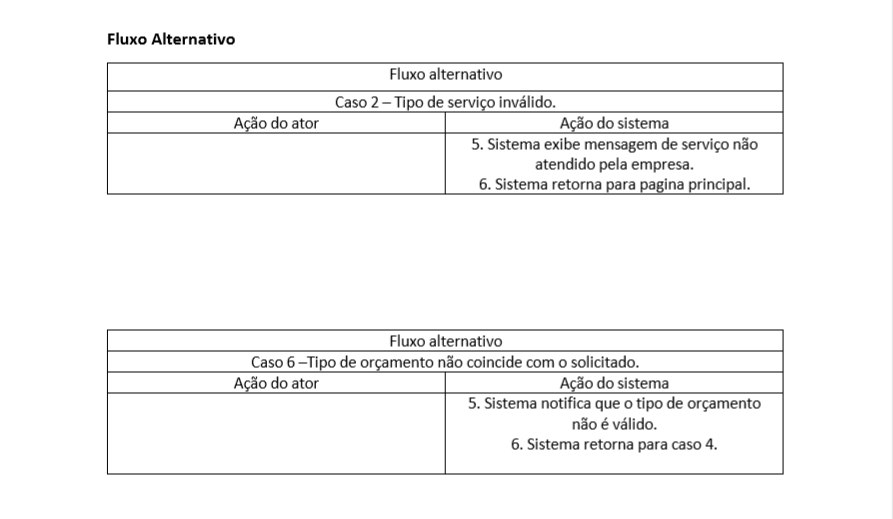 Fluxo Alternativo
Fluxo alternativo
Caso 2 – Tipo de serviço inválido.
Ação do ator
Ação do sistema
5. Sistema exibe mensagem de serviço não
atendido pela empresa.
6. Sistema retorna para pagina principal.
Fluxo alternativo
Caso 6 –Tipo de orçamento não coincide com o solicitado.
Ação do ator
Ação do sistema
5. Sistema notifica que o tipo de orçamento
não é válido.
6. Sistema retorna para caso 4.